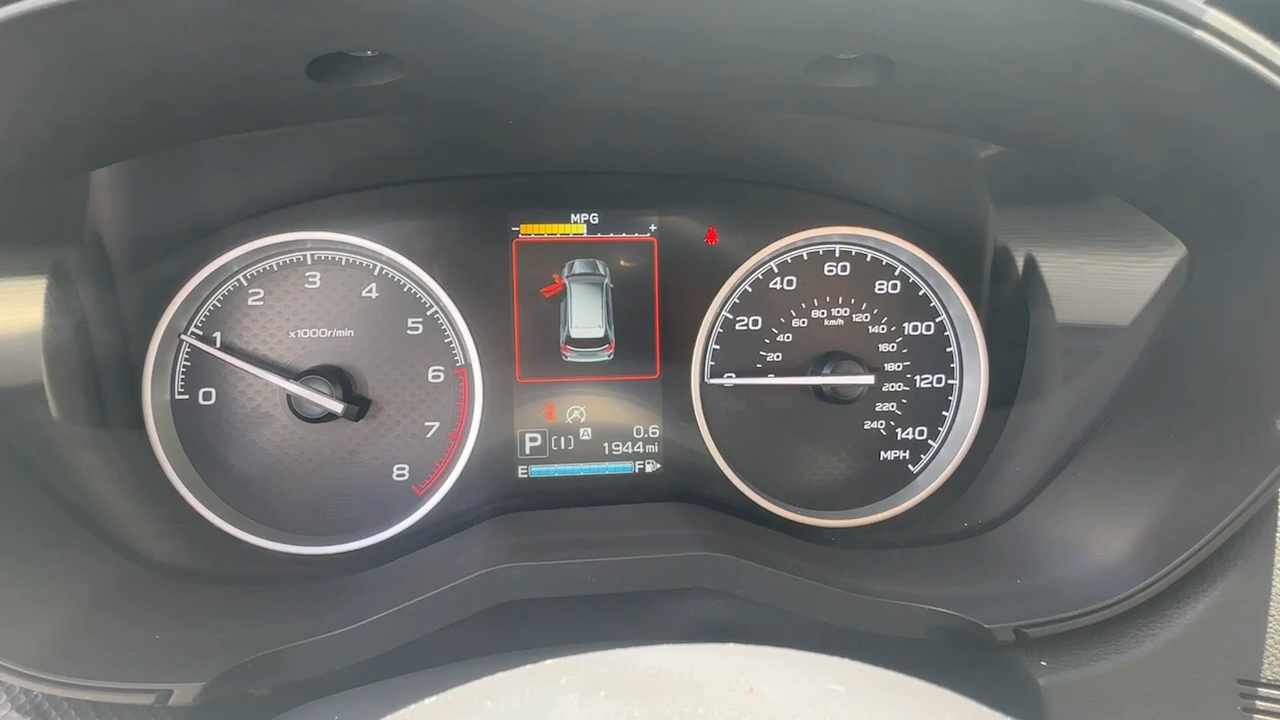 MPG
- +
0 1 2 3 4 5 6 7 8
x1000r/min
P A
0.6
1944mi
E F
0 20 40 60 80 100 120 140
MPH
20 40 60 80 100 120 140 160 180 200 220 240
km/h